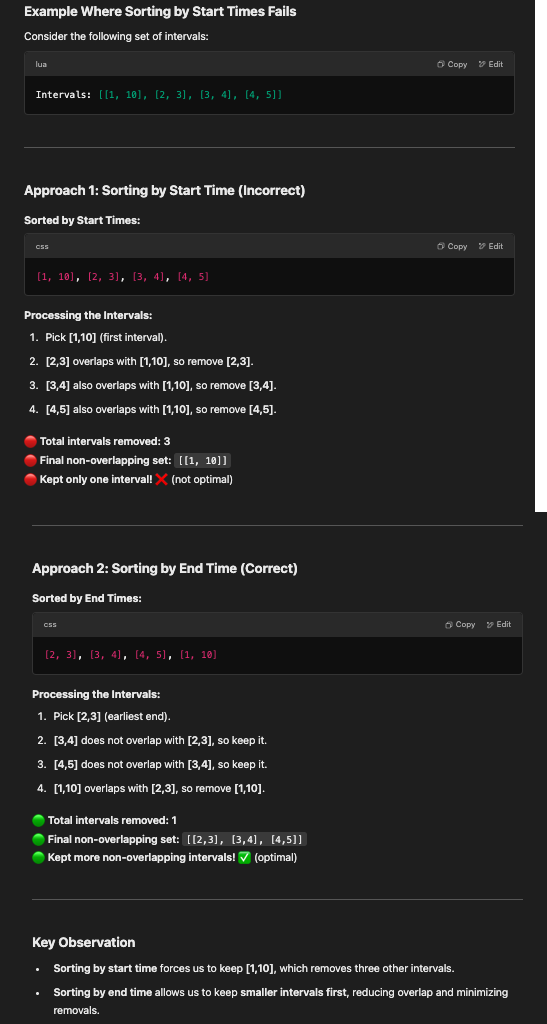 Example Where Sorting by Start Times Fails
Consider the following set of intervals:
lua
Copy Edit
Intervals: [[1, 10], [2, 3], [3, 4], [4, 5]]
Approach 1: Sorting by Start Time (Incorrect)
Sorted by Start Times:
css
Copy Edit
[1, 10], [2, 3], [3, 4], [4, 5]
Processing the Intervals:
1. Pick [1,10] (first interval).
2. [2,3] overlaps with [1,10], so remove [2,3].
3. [3,4] also overlaps with [1,10], so remove [3,4].
4. [4,5] also overlaps with [1,10], so remove [4,5].
🔴 Total intervals removed: 3
🔴 Final non-overlapping set: [[1, 10]]
🔴 Kept only one interval! ❌ (not optimal)
Approach 2: Sorting by End Time (Correct)
Sorted by End Times:
css
Copy Edit
[2, 3], [3, 4], [4, 5], [1, 10]
Processing the Intervals:
1. Pick [2,3] (earliest end).
2. [3,4] does not overlap with [2,3], so keep it.
3. [4,5] does not overlap with [3,4], so keep it.
4. [1,10] overlaps with [2,3], so remove [1,10].
🟢 Total intervals removed: 1
🟢 Final non-overlapping set: [[2,3], [3,4], [4,5]]
🟢 Kept more non-overlapping intervals! ✅ (optimal)
Key Observation
• Sorting by start time forces us to keep [1,10], which removes three other intervals.
• Sorting by end time allows us to keep smaller intervals first, reducing overlap and minimizing
removals.